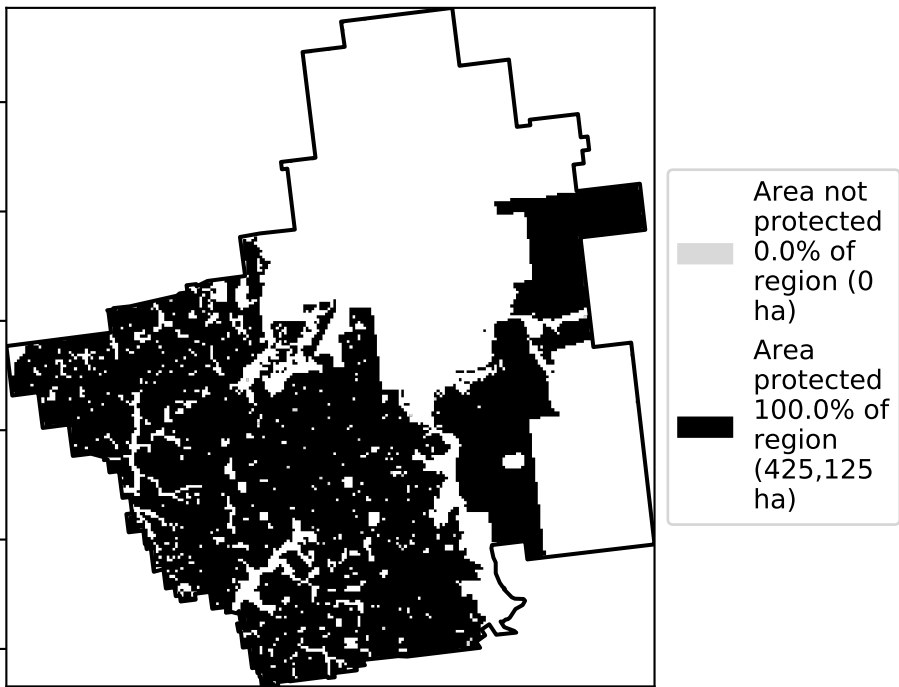 Area not
protected
0.0% of
region (0
ha)
Area
protected
100.0% of
region
(425,125
ha)